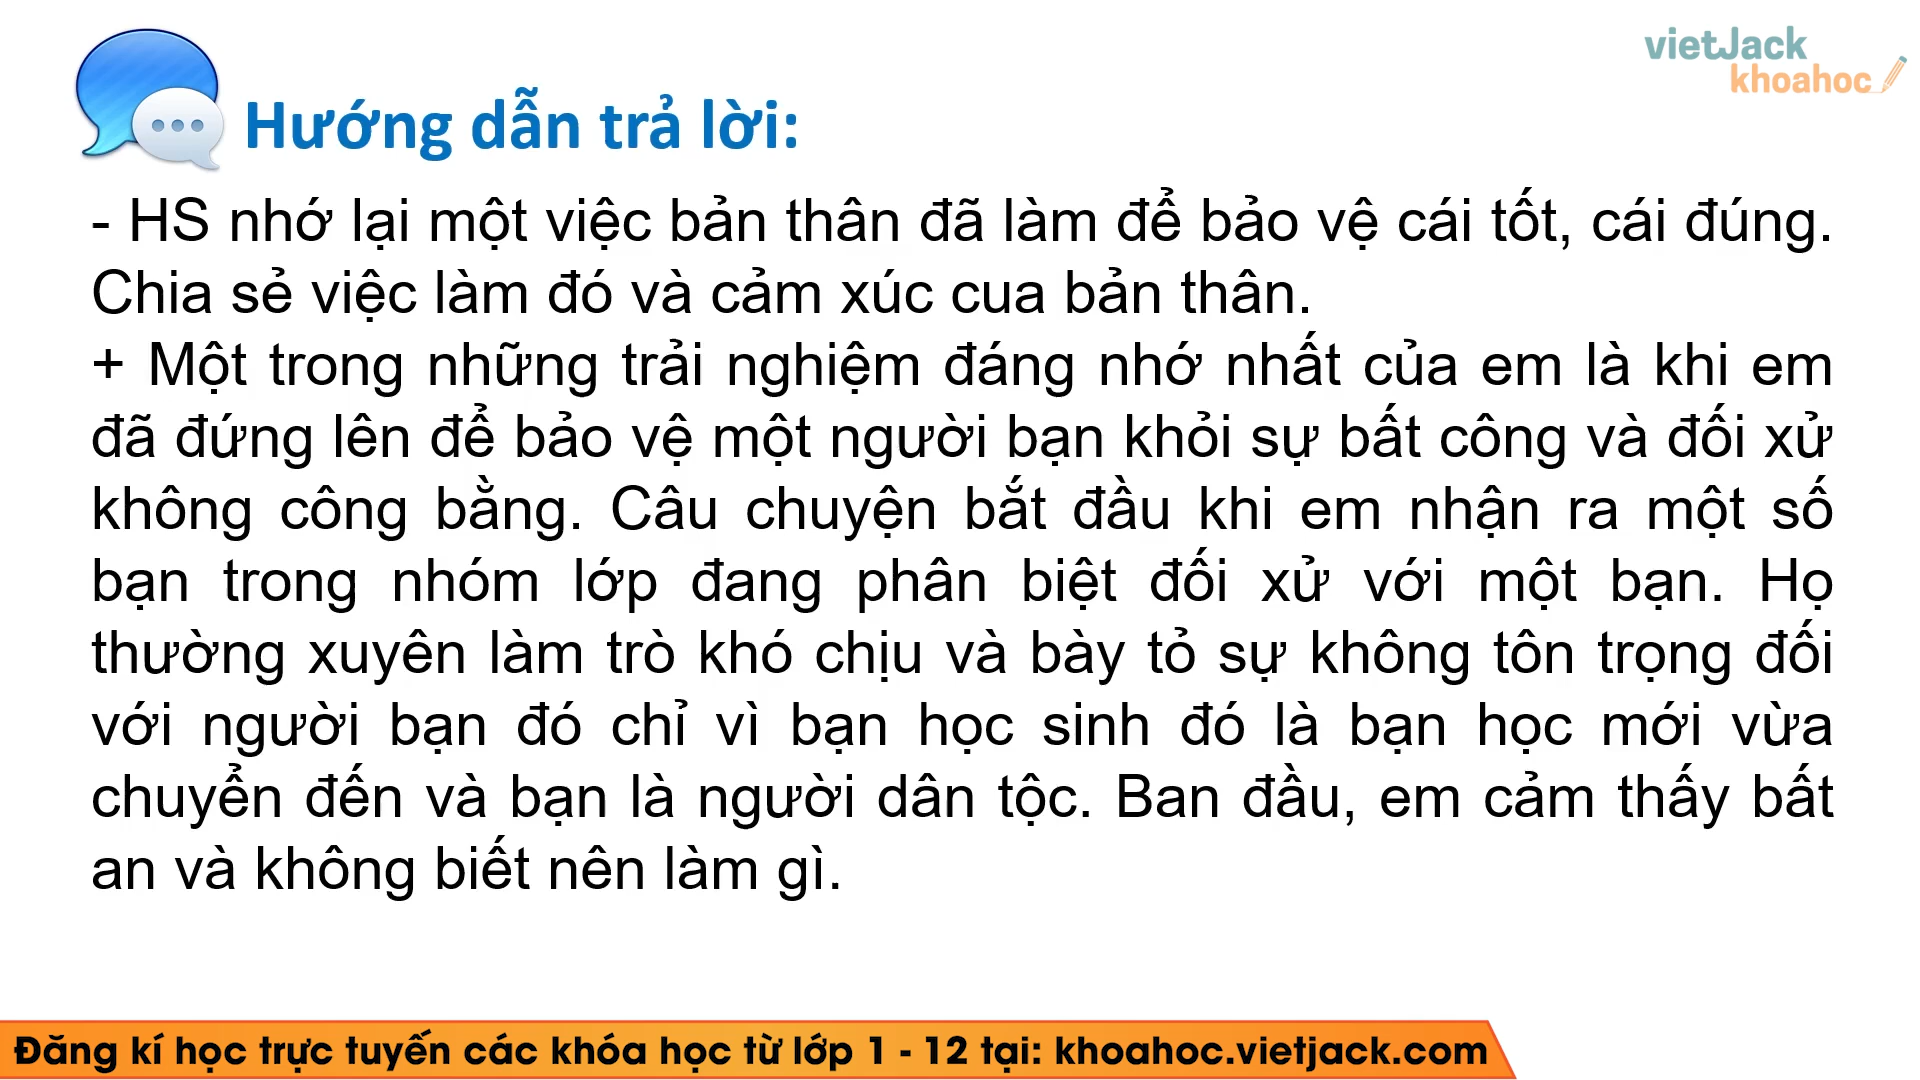 vietJack
khoahoc
Hướng dẫn trả lời:
- HS nhớ lại một việc bản thân đã làm để bảo vệ cái tốt, cái đúng.
Chia sẻ việc làm đó và cảm xúc cua bản thân.
+ Một trong những trải nghiệm đáng nhớ nhất của em là khi em
đã đứng lên để bảo vệ một người bạn khỏi sự bất công và đối xử
không công bằng. Câu chuyện bắt đầu khi em nhận ra một số
bạn trong nhóm lớp đang phân biệt đối xử với một bạn. Họ
thường xuyên làm trò khó chịu và bày tỏ sự không tôn trọng đối
với người bạn đó chỉ vì bạn học sinh đó là bạn học mới vừa
chuyển đến và bạn là người dân tộc. Ban đầu, em cảm thấy bất
an và không biết nên làm gì.
Đăng kí học trực tuyến các khóa học từ lớp 1 - 12 tại: khoahoc.vietjack.com